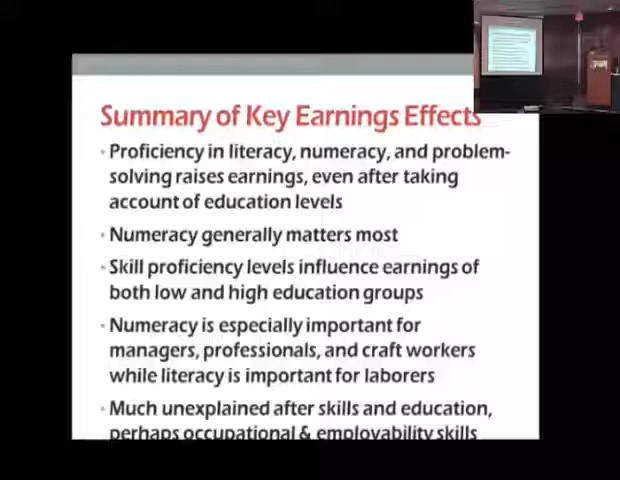 Summary of Key Earnings Effects
• Proficiency in literacy, numeracy, and problem-
solving raises earnings, even after taking
account of education levels
• Numeracy generally matters most
• Skill proficiency levels influence earnings of
both low and high education groups
• Numeracy is especially important for
managers, professionals, and craft workers
while literacy is important for laborers
• Much unexplained after skills and education,
perhaps occupational & employability skills